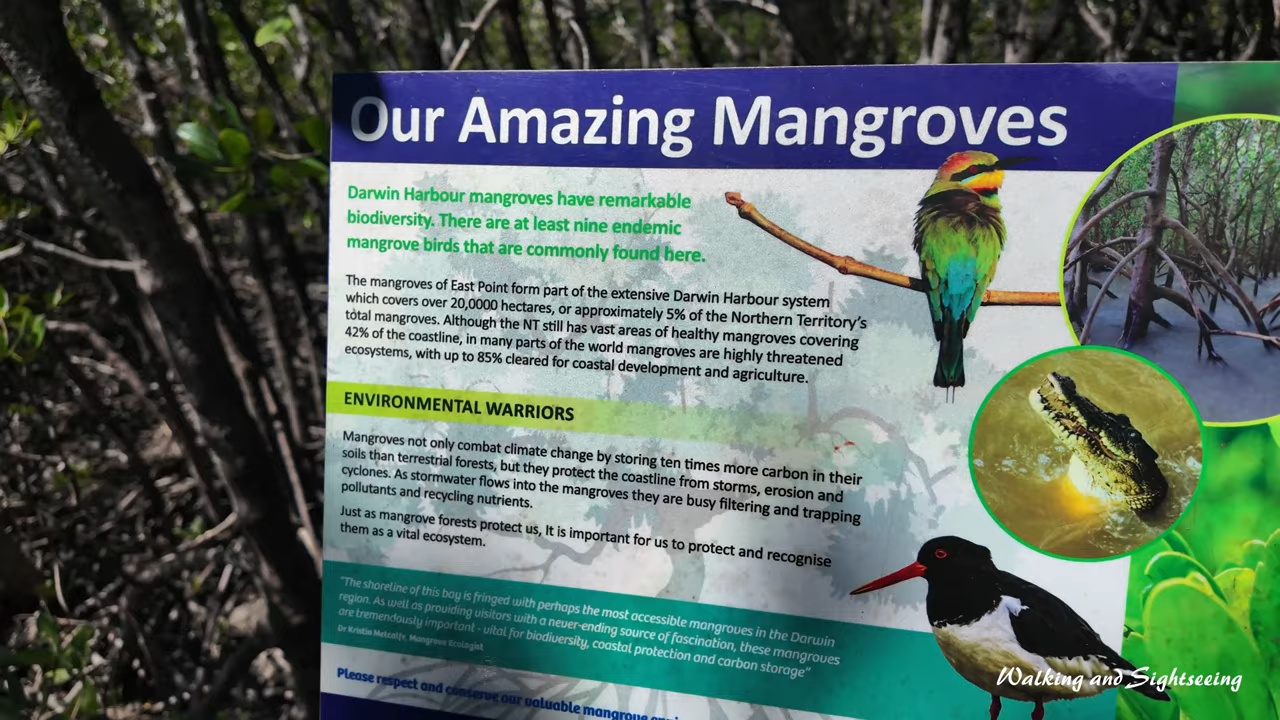 Our Amazing Mangroves
Darwin Harbour mangroves have remarkable
biodiversity. There are at least nine endemic
mangrove birds that are commonly found here.
The mangroves of East Point form part of the extensive Darwin Harbour system
which covers over 20,0000 hectares, or approximately 5% of the Northern Territory's
total mangroves. Although the NT still has vast areas of healthy mangroves covering
42% of the coastline, in many parts of the world mangroves are highly threatened
ecosystems, with up to 85% cleared for coastal development and agriculture.
ENVIRONMENTAL WARRIORS
Mangroves not only combat climate change by storing ten times more carbon in their
soils than terrestrial forests, but they protect the coastline from storms, erosion and
cyclones. As stormwater flows into the mangroves they are busy filtering and trapping
pollutants and recycling nutrients.
Just as mangrove forests protect us, It is important for us to protect and recognise
them as a vital ecosystem.
"The shoreline of this bay is fringed with perhaps the most accessible mangroves in the Darwin
region. As well as providing visitors with a never-ending source of fascination, these mangroves
are tremendously important - vital for biodiversity, coastal protection and carbon storage"
Dr Kristin Metcalfe, Mangrove Ecologist
Please respect and conserve our valuable mangrove
Walking and Sightseeing